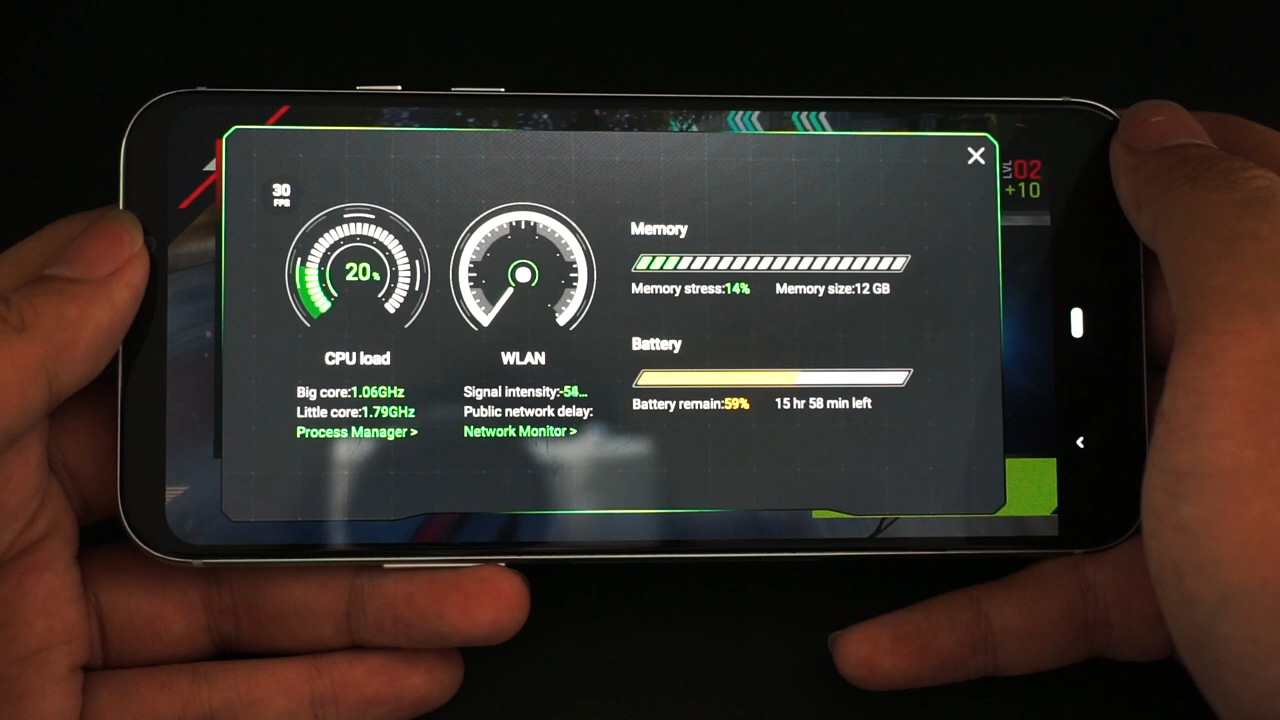 30
FPS
LVL 02
+10
20%
CPU load
Big core:1.06GHz
Little core:1.79GHz
Process Manager >
WLAN
Signal intensity:-5
Public network delay:
Network Monitor >
Memory
Memory stress:14%
Memory size:12 GB
Battery
Battery remain:59%
15 hr 58 min left